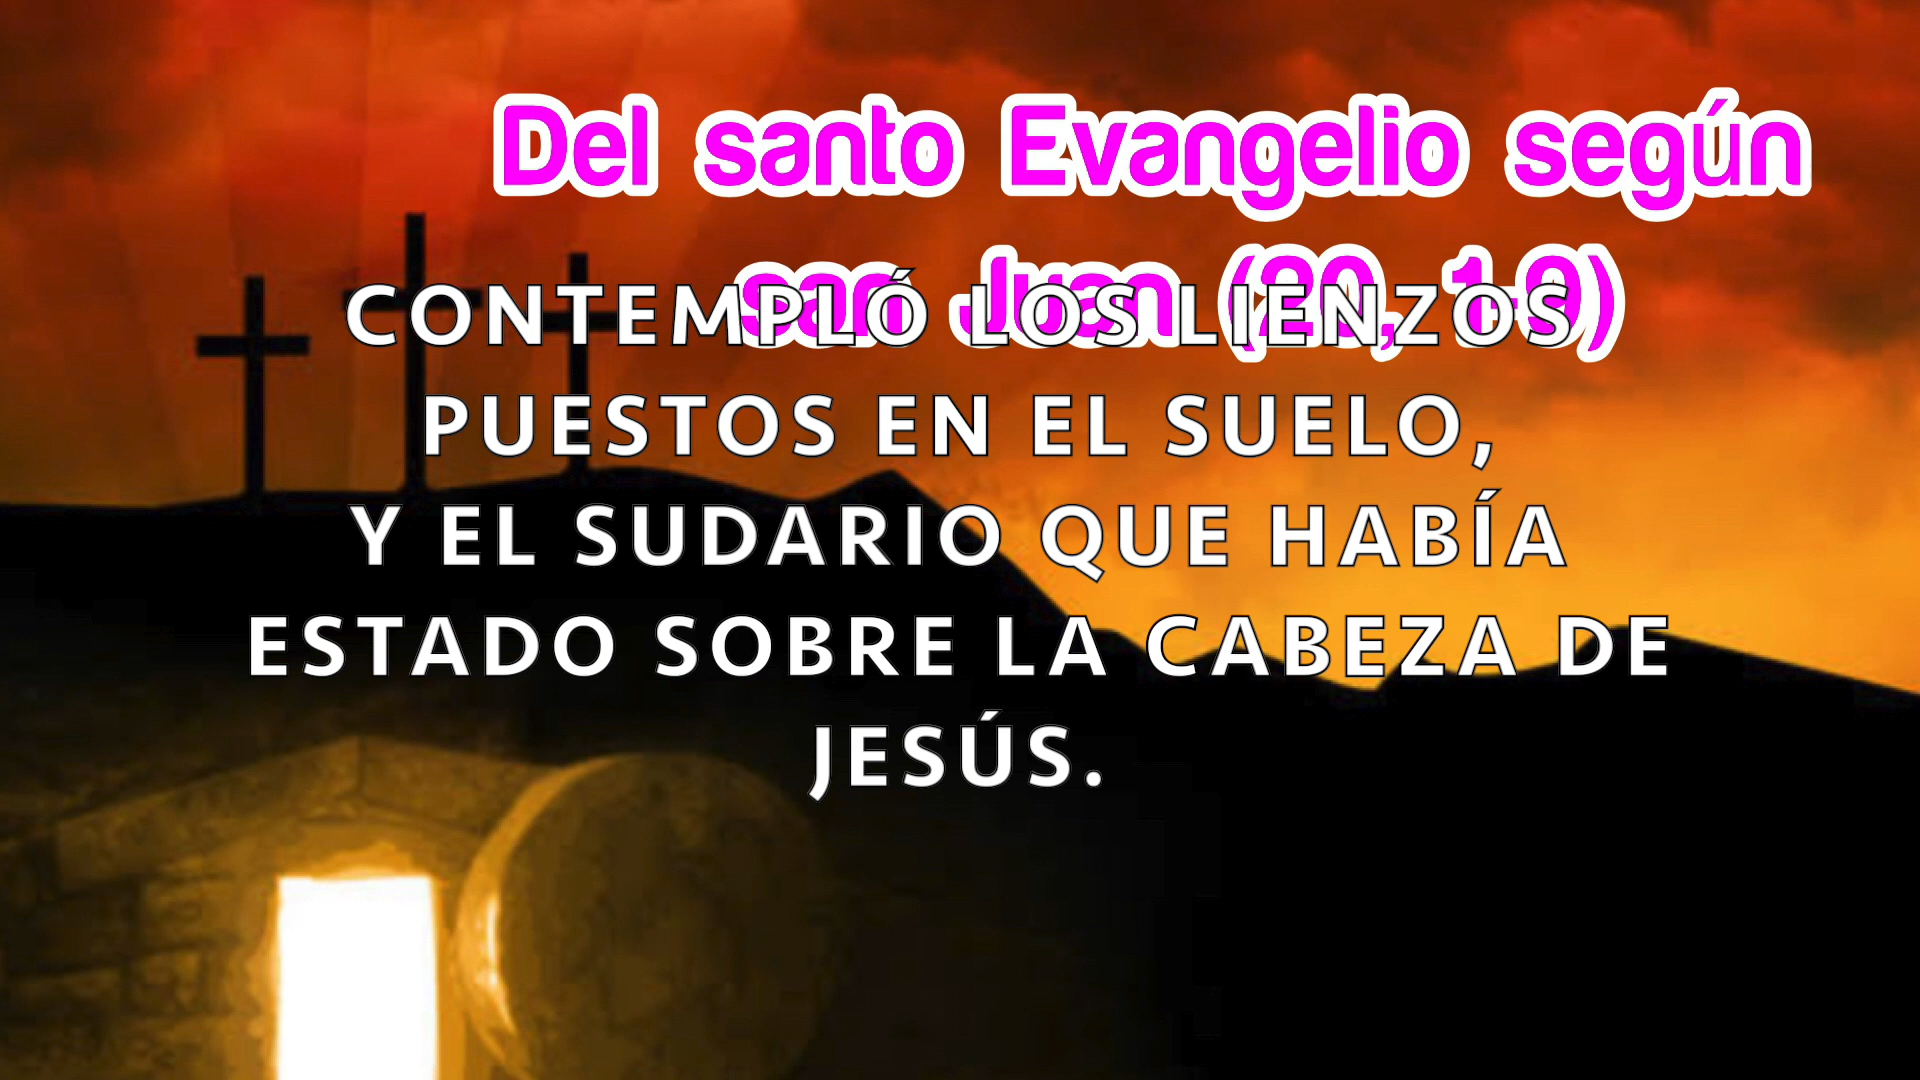 Del santo Evangelio según
san Juan (20, 1-9)
CONTEMPLÓ LOS LIENZOS
PUESTOS EN EL SUELO,
Y EL SUDARIO QUE HABÍA
ESTADO SOBRE LA CABEZA DE
JESÚS.